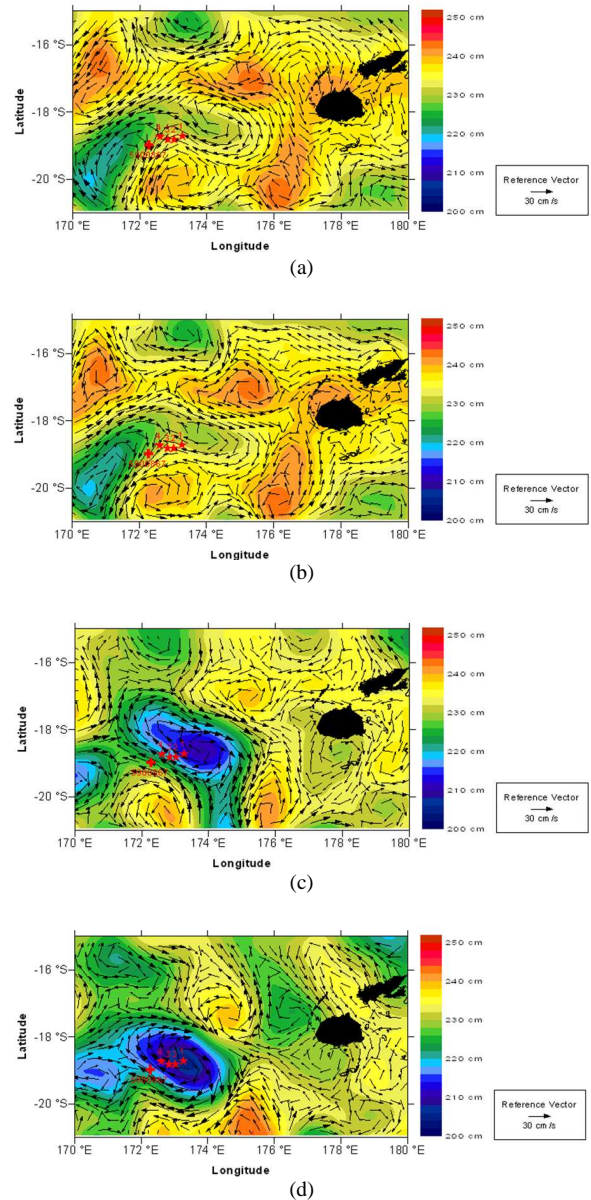 250 cm
-16 °S
240 cm
Latitude
-18 °S
230 cm
220 cm
-20 °S
210 cm
Reference Vector
200 cm
30 cm/s
170 °E 172 °E 174 °E 176 °E 178 °E 180 °E
Longitude
(a)
250 cm
-16 °S
240 cm
Latitude
-18 °S
230 cm
220 cm
-20 °S
210 cm
Reference Vector
200 cm
30 cm/s
170 °E 172 °E 174 °E 176 °E 178 °E 180 °E
Longitude
(b)
250 cm
-16 °S
240 cm
Latitude
-18 °S
230 cm
220 cm
-20 °S
210 cm
Reference Vector
200 cm
30 cm/s
170 °E 172 °E 174 °E 176 °E 178 °E 180 °E
Longitude
(c)
250 cm
-16 °S
240 cm
Latitude
-18 °S
230 cm
220 cm
-20 °S
210 cm
Reference Vector
200 cm
30 cm/s
170 °E 172 °E 174 °E 176 °E 178 °E 180 °E
Longitude
(d)